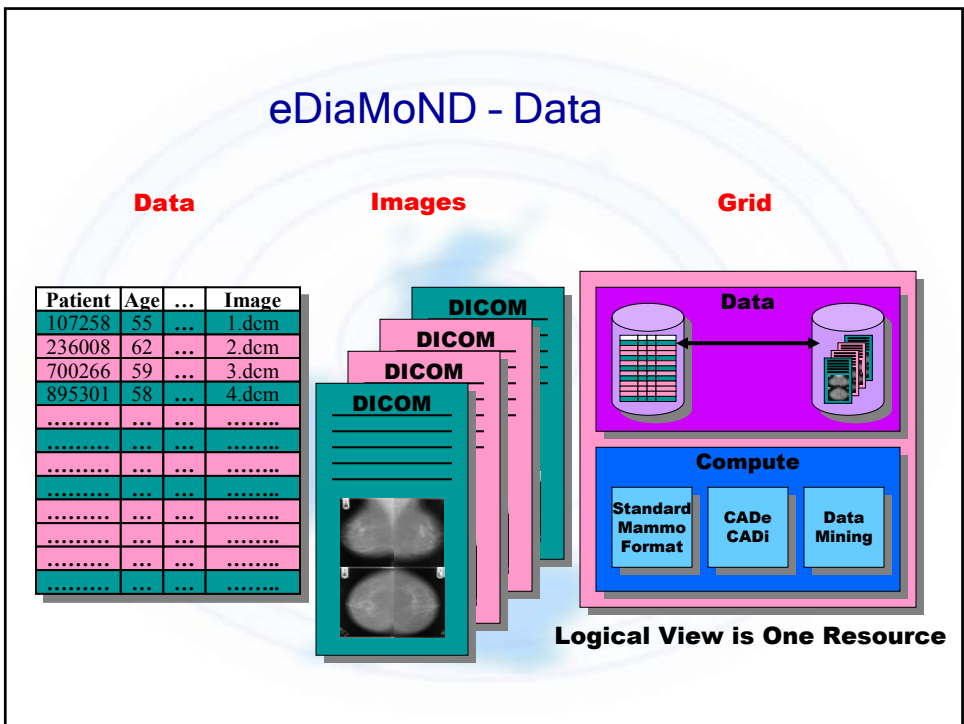 eDiaMoND - Data
Data
Images
Grid
Patient Age … Image
107258 55 … 1.dcm
236008 62 … 2.dcm
700266 59 … 3.dcm
895301 58 … 4.dcm
……… … … ……..
……… … … ……..
……… … … ……..
……… … … ……..
……… … … ……..
……… … … ……..
……… … … ……..
……… … … ……..
DICOM
DICOM
DICOM
DICOM
Data
Compute
Standard
Mammo
Format
CADe
CADi
Data
Mining
Logical View is One Resource